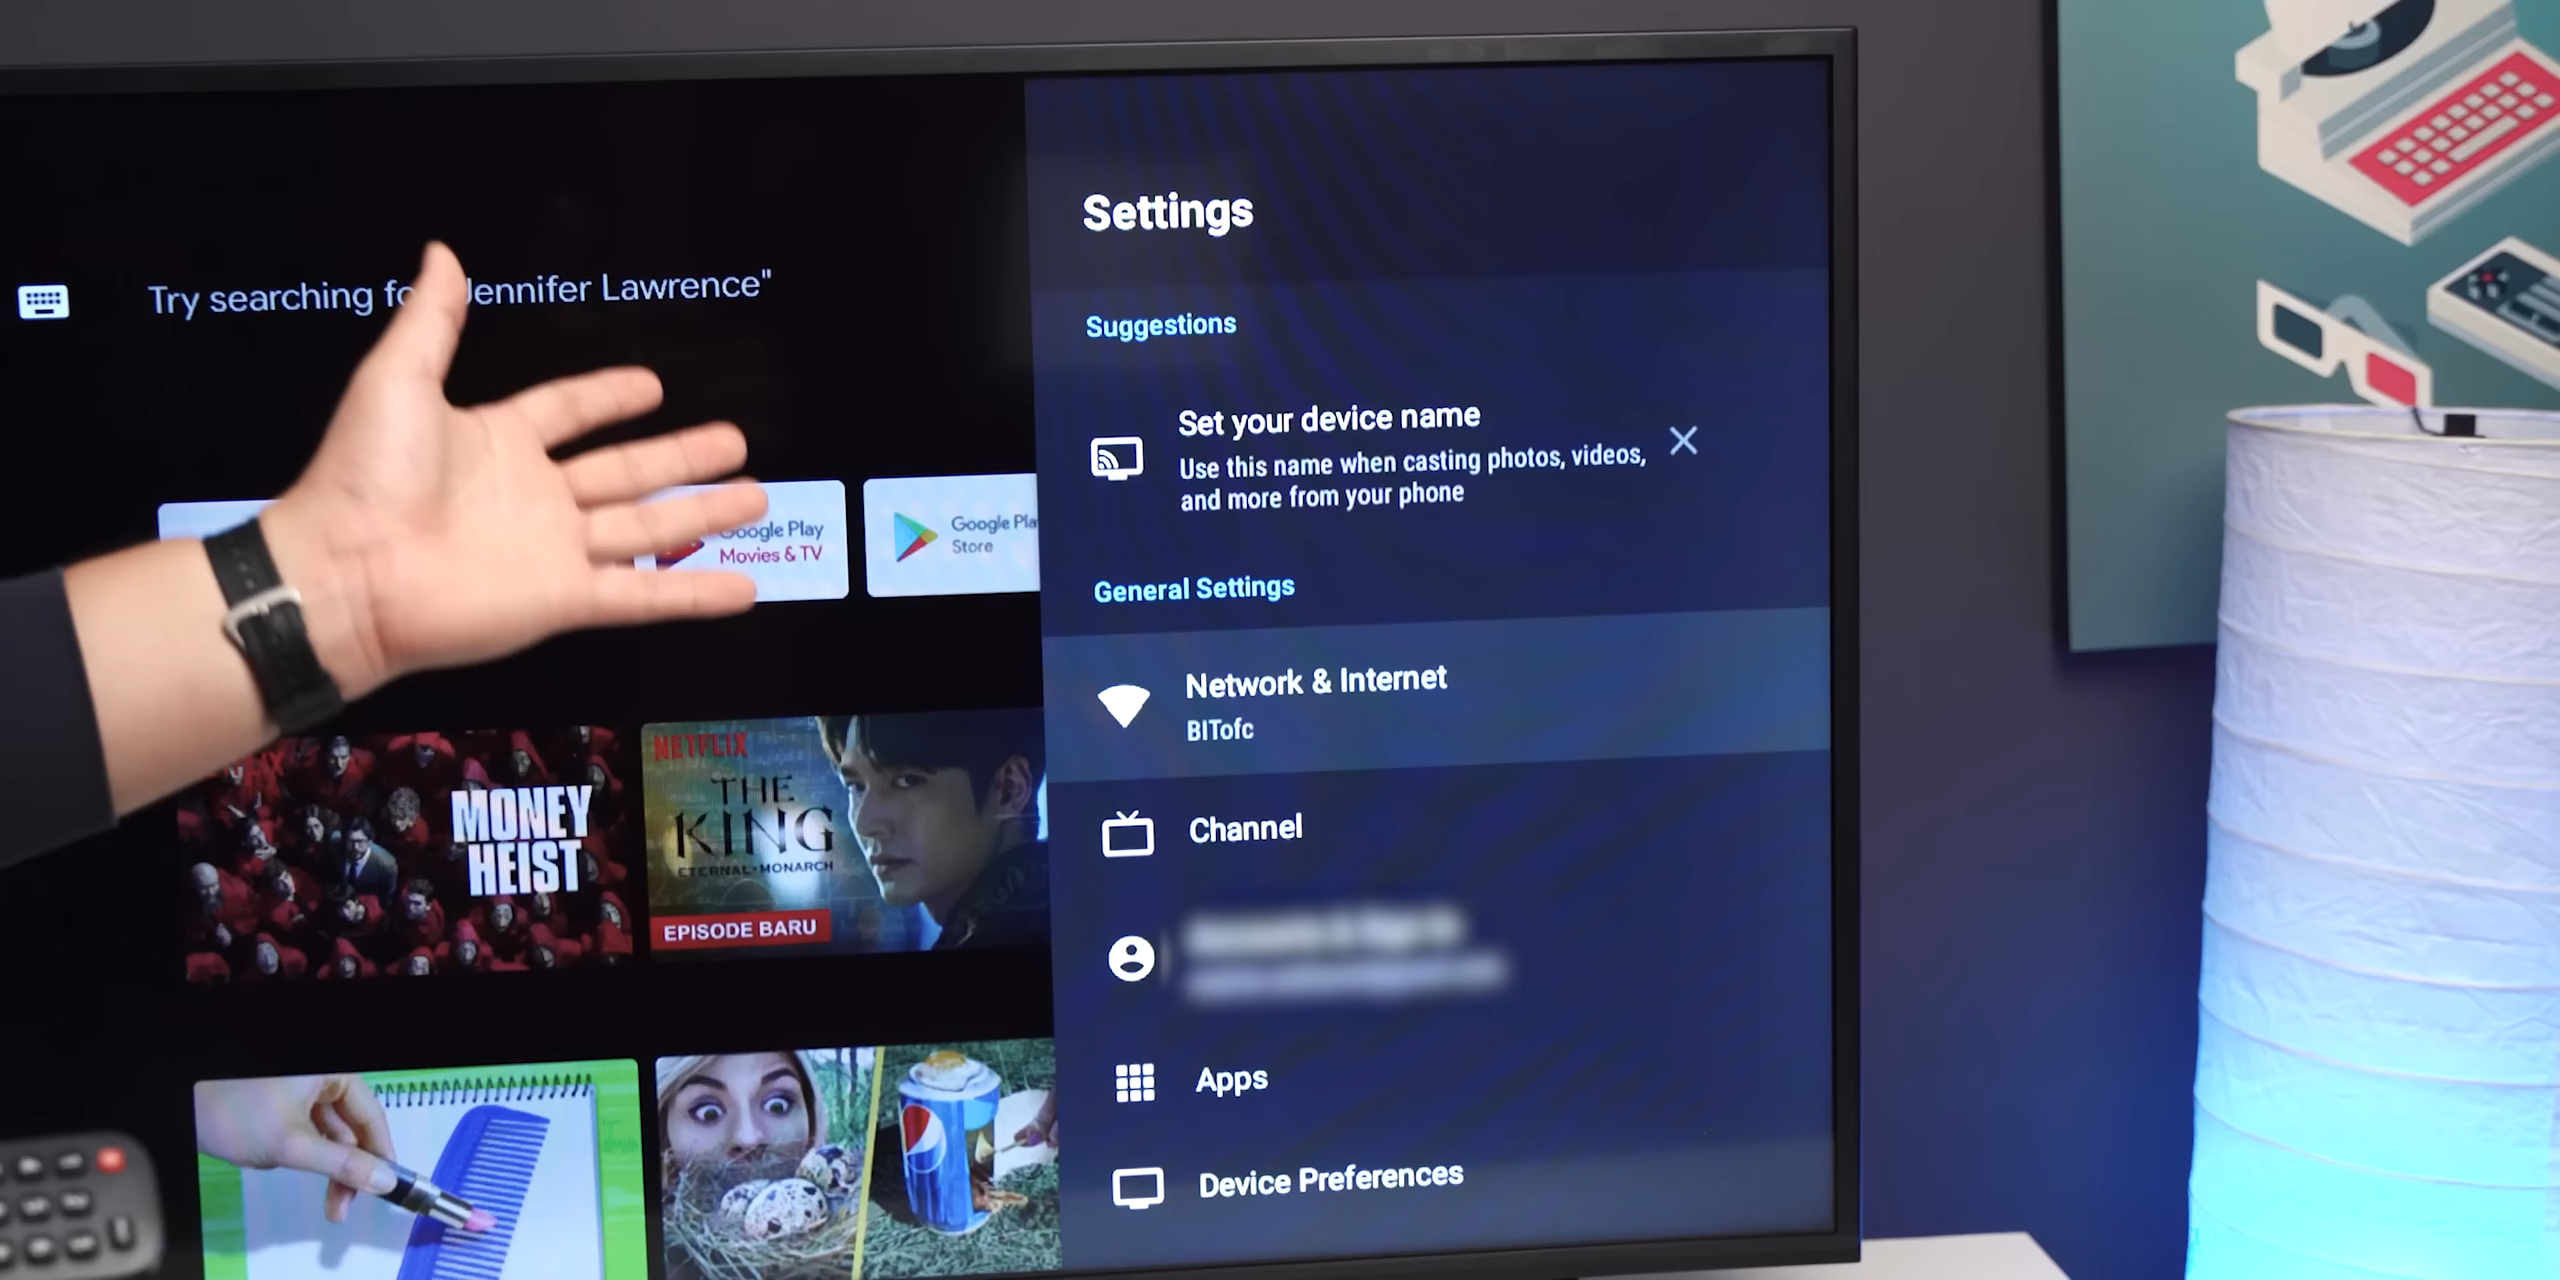 Try searching fo Jennifer Lawrence"
Google Play
Movies & TV
Google Pla
Store
MONEY
HEIST
NETFLIX
THE
KING
ETERNAL MONARCH
EPISODE BARU
Settings
Suggestions
Set your device name
Use this name when casting photos, videos,
and more from your phone
General Settings
Network & Internet
BITofc
Channel
Apps
Device Preferences